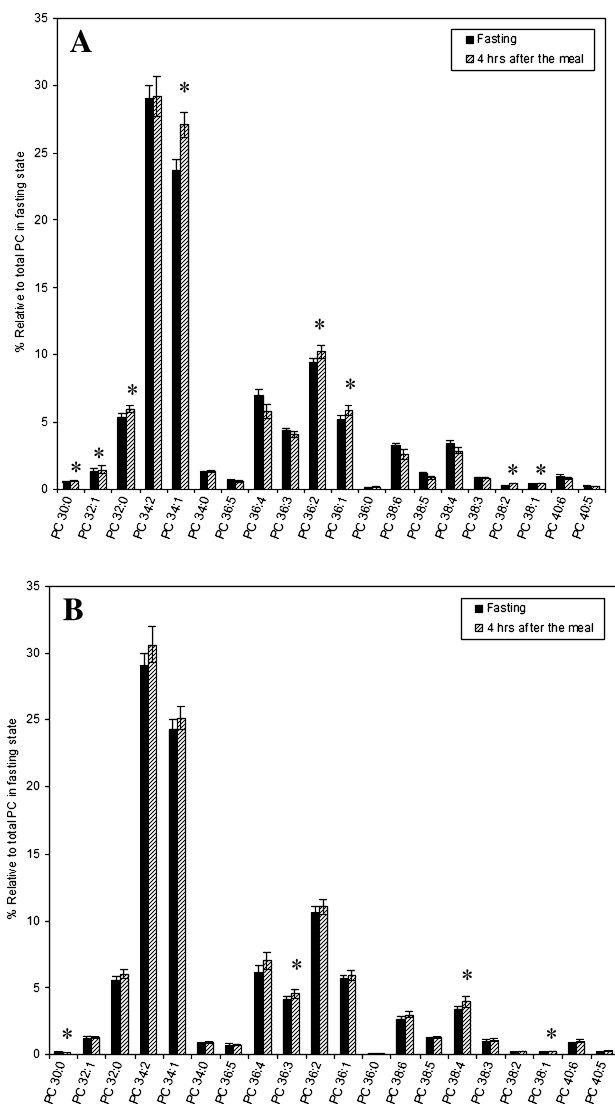 A
Fasting
4 hrs after the meal
% Relative to total PC in fasting state
35
30
25
20
15
10
5
0
*
*
*
*
*
*
*
*
PC 30:0
PC 32:1
PC 32:0
PC 34:2
PC 34:1
PC 34:0
PC 36:5
PC 36:4
PC 36:3
PC 36:2
PC 36:1
PC 36:0
PC 38:6
PC 38:5
PC 38:4
PC 38:3
PC 38:2
PC 38:1
PC 40:6
PC 40:5
B
Fasting
4 hrs after the meal
% Relative to total PC in fasting state
35
30
25
20
15
10
5
0
*
*
*
*
PC 30:0
PC 32:1
PC 32:0
PC 34:2
PC 34:1
PC 34:0
PC 36:5
PC 36:4
PC 36:3
PC 36:2
PC 36:1
PC 36:0
PC 38:6
PC 38:5
PC 38:4
PC 38:3
PC 38:2
PC 38:1
PC 40:6
PC 40:5